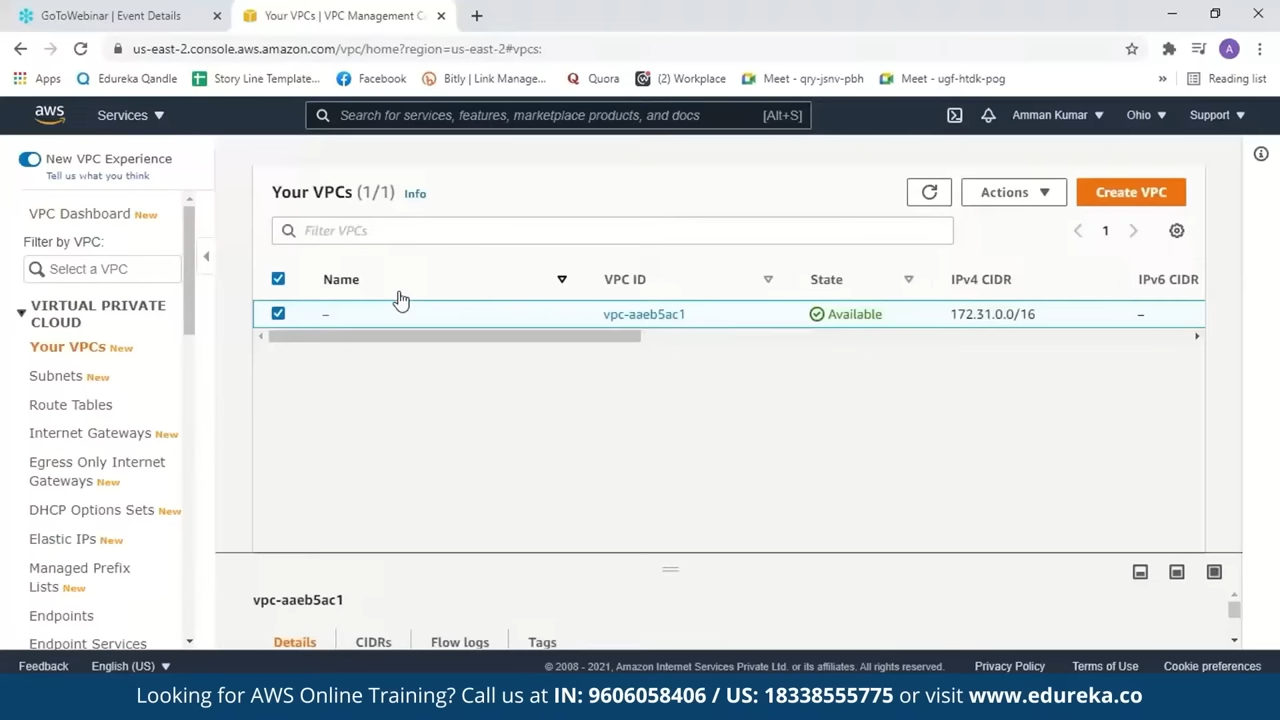 GoToWebinar | Event Details
Your VPCs | VPC Management C
us-east-2.console.aws.amazon.com/vpc/home?region=us-east-2#vpcs:
A
Apps
Edureka Qandle
Story Line Template...
Facebook
Bitly | Link Manage...
Quora
(2) Workplace
Meet - qry-jsnv-pbh
Meet - ugf-htdk-pog
»
Reading list
aws
Services
Search for services, features, marketplace products, and docs
[Alt+S]
Amman Kumar
Ohio
Support
New VPC Experience
Tell us what you think
VPC Dashboard New
Filter by VPC:
Select a VPC
VIRTUAL PRIVATE
CLOUD
Your VPCs New
Subnets New
Route Tables
Internet Gateways New
Egress Only Internet
Gateways New
DHCP Options Sets New
Elastic IPs New
Managed Prefix
Lists New
Endpoints
Endpoint Services
Your VPCs (1/1) Info
Actions
Create VPC
Filter VPCs
1
Name
VPC ID
State
IPv4 CIDR
IPv6 CIDR
–
vpc-aaeb5ac1
Available
172.31.0.0/16
–
vpc-aaeb5ac1
Details
CIDRs
Flow logs
Tags
Feedback
English (US)
© 2008 - 2021, Amazon Internet Services Private Ltd. or its affiliates. All rights reserved.
Privacy Policy
Terms of Use
Cookie preferences
Looking for AWS Online Training? Call us at IN: 9606058406 / US: 18338555775 or visit www.edureka.co